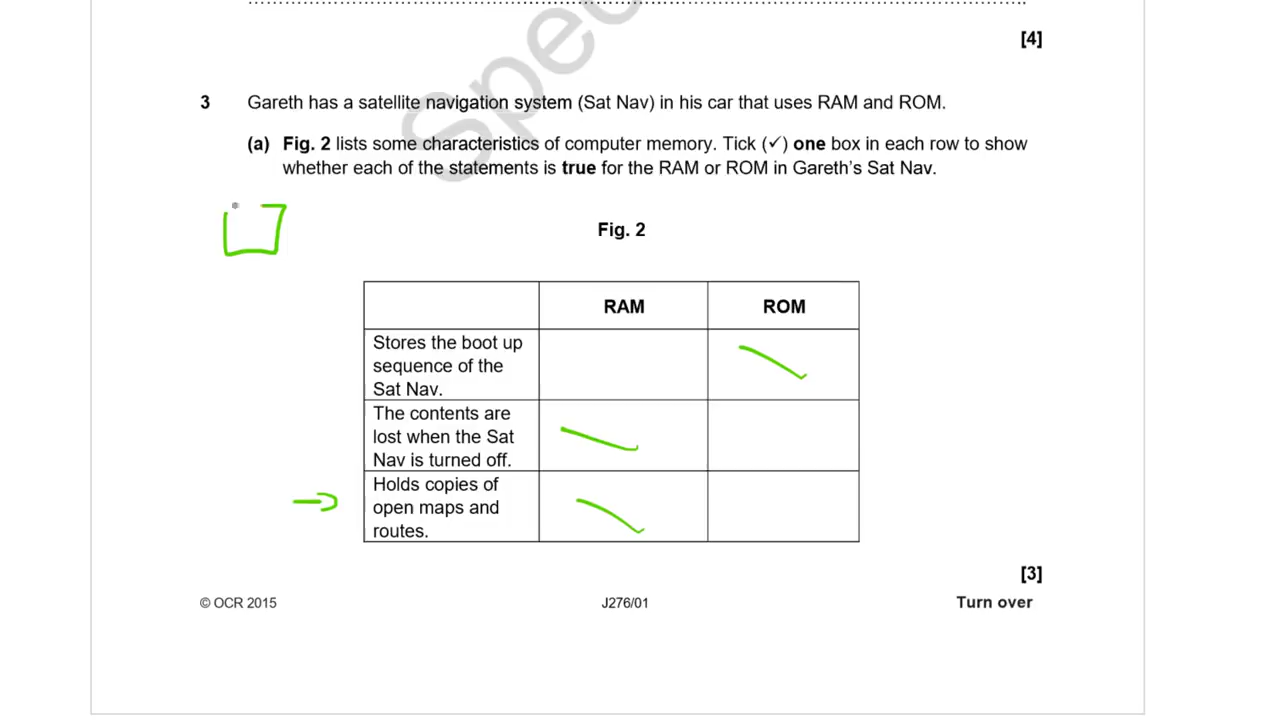 [4]
3 Gareth has a satellite navigation system (Sat Nav) in his car that uses RAM and ROM.
(a) Fig. 2 lists some characteristics of computer memory. Tick (✓) one box in each row to show
whether each of the statements is true for the RAM or ROM in Gareth’s Sat Nav.
Fig. 2
RAM ROM
Stores the boot up
sequence of the
Sat Nav.
The contents are
lost when the Sat
Nav is turned off.
Holds copies of
open maps and
routes.
[3]
© OCR 2015 J276/01 Turn over
Spec